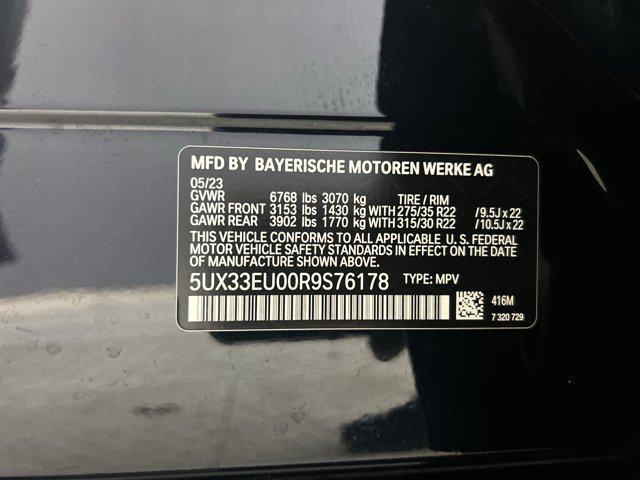 MFD BY BAYERISCHE MOTOREN WERKE AG
05/23
GVWR 6768 lbs 3070 kg TIRE / RIM
GAWR FRONT 3153 lbs 1430 kg WITH 275/35 R22 / 9.5J x 22
GAWR REAR 3902 lbs 1770 kg WITH 315/30 R22 / 10.5J x 22
THIS VEHICLE CONFORMS TO ALL APPLICABLE U. S. FEDERAL
MOTOR VEHICLE SAFETY STANDARDS IN EFFECT ON THE DATE
OF MANUFACTURE SHOWN ABOVE.
5UX33EU00R9S76178 TYPE: MPV
416M
7 320 729